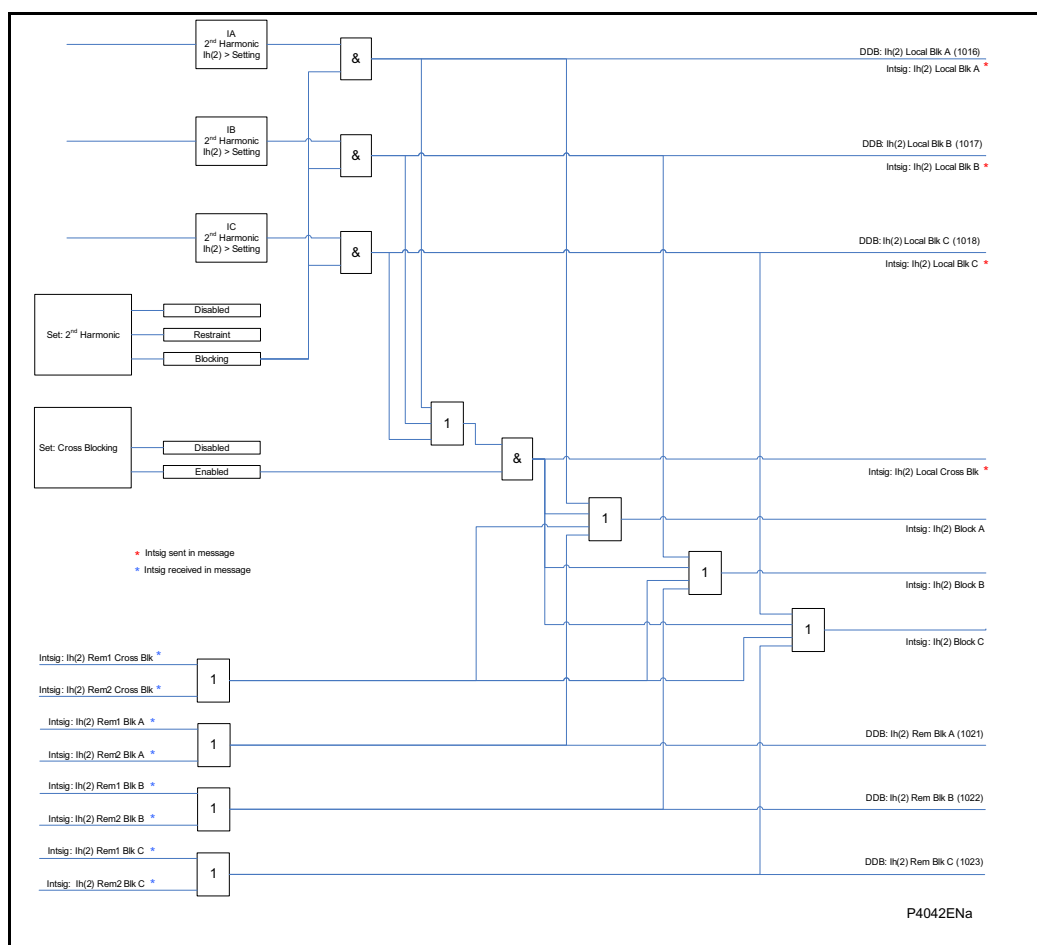 IA
2nd Harmonic
Ih(2) > Setting
&
DDB: Ih(2) Local Blk A (1016)
Intsig: Ih(2) Local Blk A *
IB
2nd Harmonic
Ih(2) > Setting
&
DDB: Ih(2) Local Blk B (1017)
Intsig: Ih(2) Local Blk B *
IC
2nd Harmonic
Ih(2) > Setting
&
DDB: Ih(2) Local Blk C (1018)
Intsig: Ih(2) Local Blk C *
Set: 2nd Harmonic
Disabled
Restraint
Blocking
1
Set: Cross Blocking
Disabled
Enabled
&
Intsig: Ih(2) Local Cross Blk *
1
Intsig: Ih(2) Block A
* Intsig sent in message
* Intsig received in message
1
Intsig: Ih(2) Block B
1
Intsig: Ih(2) Block C
Intsig: Ih(2) Rem1 Cross Blk *
1
Intsig: Ih(2) Rem2 Cross Blk *
Intsig: Ih(2) Rem1 Blk A *
1
DDB: Ih(2) Rem Blk A (1021)
Intsig: Ih(2) Rem2 Blk A *
Intsig: Ih(2) Rem1 Blk B *
1
DDB: Ih(2) Rem Blk B (1022)
Intsig: Ih(2) Rem2 Blk B *
Intsig: Ih(2) Rem1 Blk C *
1
DDB: Ih(2) Rem Blk C (1023)
Intsig: Ih(2) Rem2 Blk C *
P4042ENa